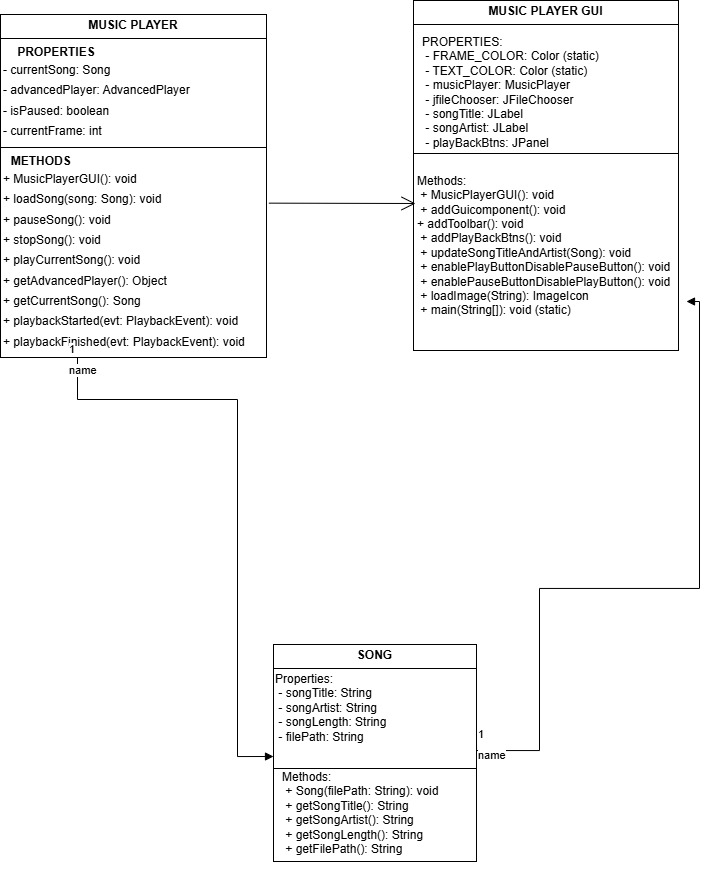 MUSIC PLAYER
PROPERTIES
- currentSong: Song
- advancedPlayer: AdvancedPlayer
- isPaused: boolean
- currentFrame: int
METHODS
+ MusicPlayerGUI(): void
+ loadSong(song: Song): void
+ pauseSong(): void
+ stopSong(): void
+ playCurrentSong(): void
+ getAdvancedPlayer(): Object
+ getCurrentSong(): Song
+ playbackStarted(evt: PlaybackEvent): void
+ playbackFinished(evt: PlaybackEvent): void
1
name
MUSIC PLAYER GUI
PROPERTIES:
- FRAME_COLOR: Color (static)
- TEXT_COLOR: Color (static)
- musicPlayer: MusicPlayer
- jfileChooser: JFileChooser
- songTitle: JLabel
- songArtist: JLabel
- playBackBtns: JPanel
Methods:
+ MusicPlayerGUI(): void
+ addGuicomponent(): void
+ addToolbar(): void
+ addPlayBackBtns(): void
+ updateSongTitleAndArtist(Song): void
+ enablePlayButtonDisablePauseButton(): void
+ enablePauseButtonDisablePlayButton(): void
+ loadImage(String): ImageIcon
+ main(String[]): void (static)
SONG
Properties:
- songTitle: String
- songArtist: String
- songLength: String
- filePath: String
1
name
Methods:
+ Song(filePath: String): void
+ getSongTitle(): String
+ getSongArtist(): String
+ getSongLength(): String
+ getFilePath(): String